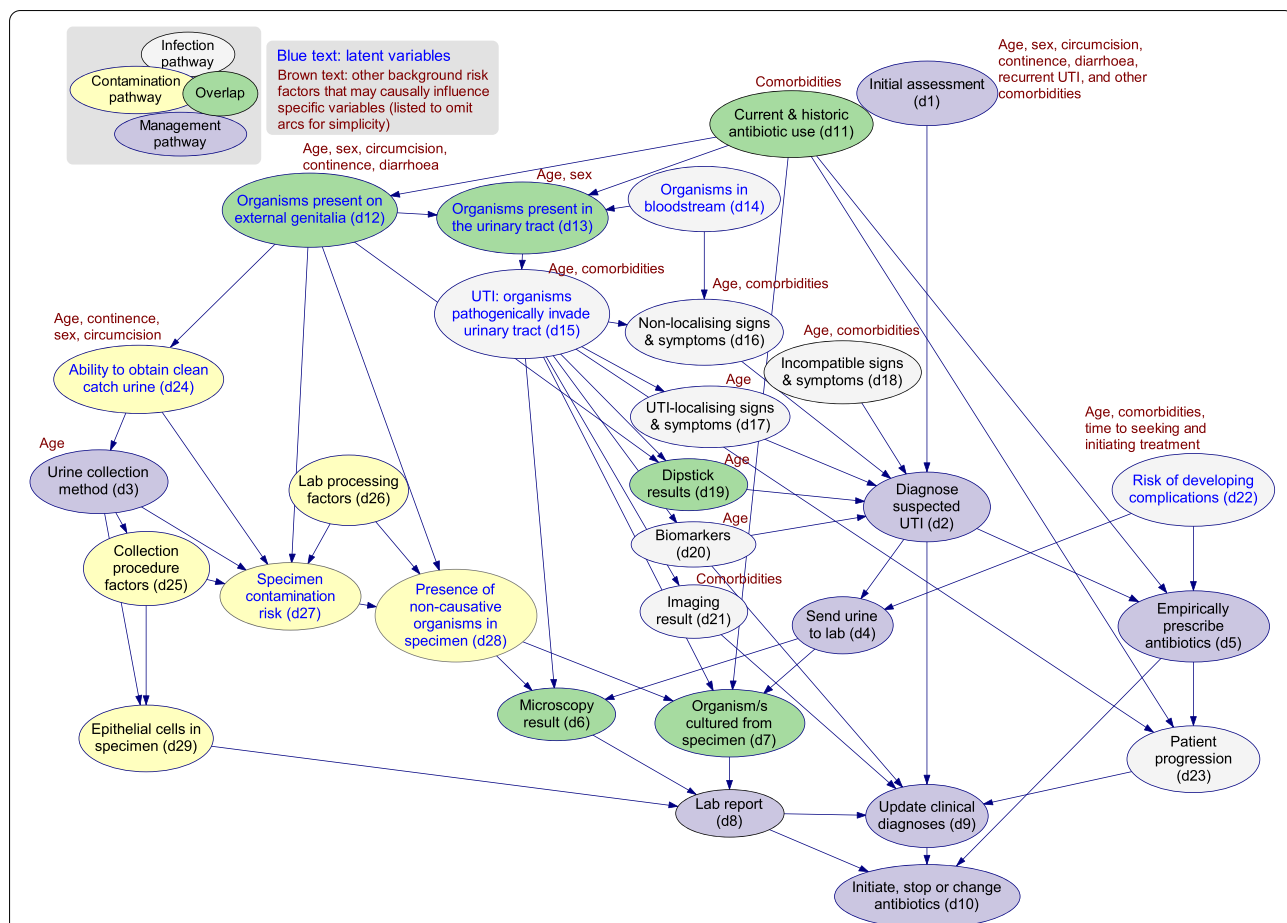 Infection
pathway
Contamination
pathway
Overlap
Management
pathway
Blue text: latent variables
Brown text: other background risk
factors that may causally influence
specific variables (listed to omit
arcs for simplicity)
Age, sex, circumcision,
continence, diarrhoea,
recurrent UTI, and other
comorbidities
Initial assessment
(d1)
Comorbidities
Current & historic
antibiotic use (d11)
Age, sex, circumcision,
continence, diarrhoea
Organisms present on
external genitalia (d12)
Age, sex
Organisms present in
the urinary tract (d13)
Organisms in
bloodstream (d14)
Age, comorbidities
UTI: organisms
pathogenically invade
urinary tract (d15)
Age, comorbidities
Non-localising signs
& symptoms (d16)
Age, comorbidities
Incompatible signs
& symptoms (d18)
Age, continence,
sex, circumcision
Ability to obtain clean
catch urine (d24)
Age
UTI-localising signs
& symptoms (d17)
Age, comorbidities,
time to seeking and
initiating treatment
Risk of developing
complications (d22)
Age
Urine collection
method (d3)
Lab processing
factors (d26)
Age
Dipstick
results (d19)
Diagnose
suspected
UTI (d2)
Age
Biomarkers
(d20)
Collection
procedure
factors (d25)
Specimen
contamination
risk (d27)
Presence of
non-causative
organisms in
specimen (d28)
Comorbidities
Imaging
result (d21)
Send urine
to lab (d4)
Empirically
prescribe
antibiotics (d5)
Epithelial cells in
specimen (d29)
Microscopy
result (d6)
Organism/s
cultured from
specimen (d7)
Patient
progression
(d23)
Lab report
(d8)
Update clinical
diagnoses (d9)
Initiate, stop or change
antibiotics (d10)